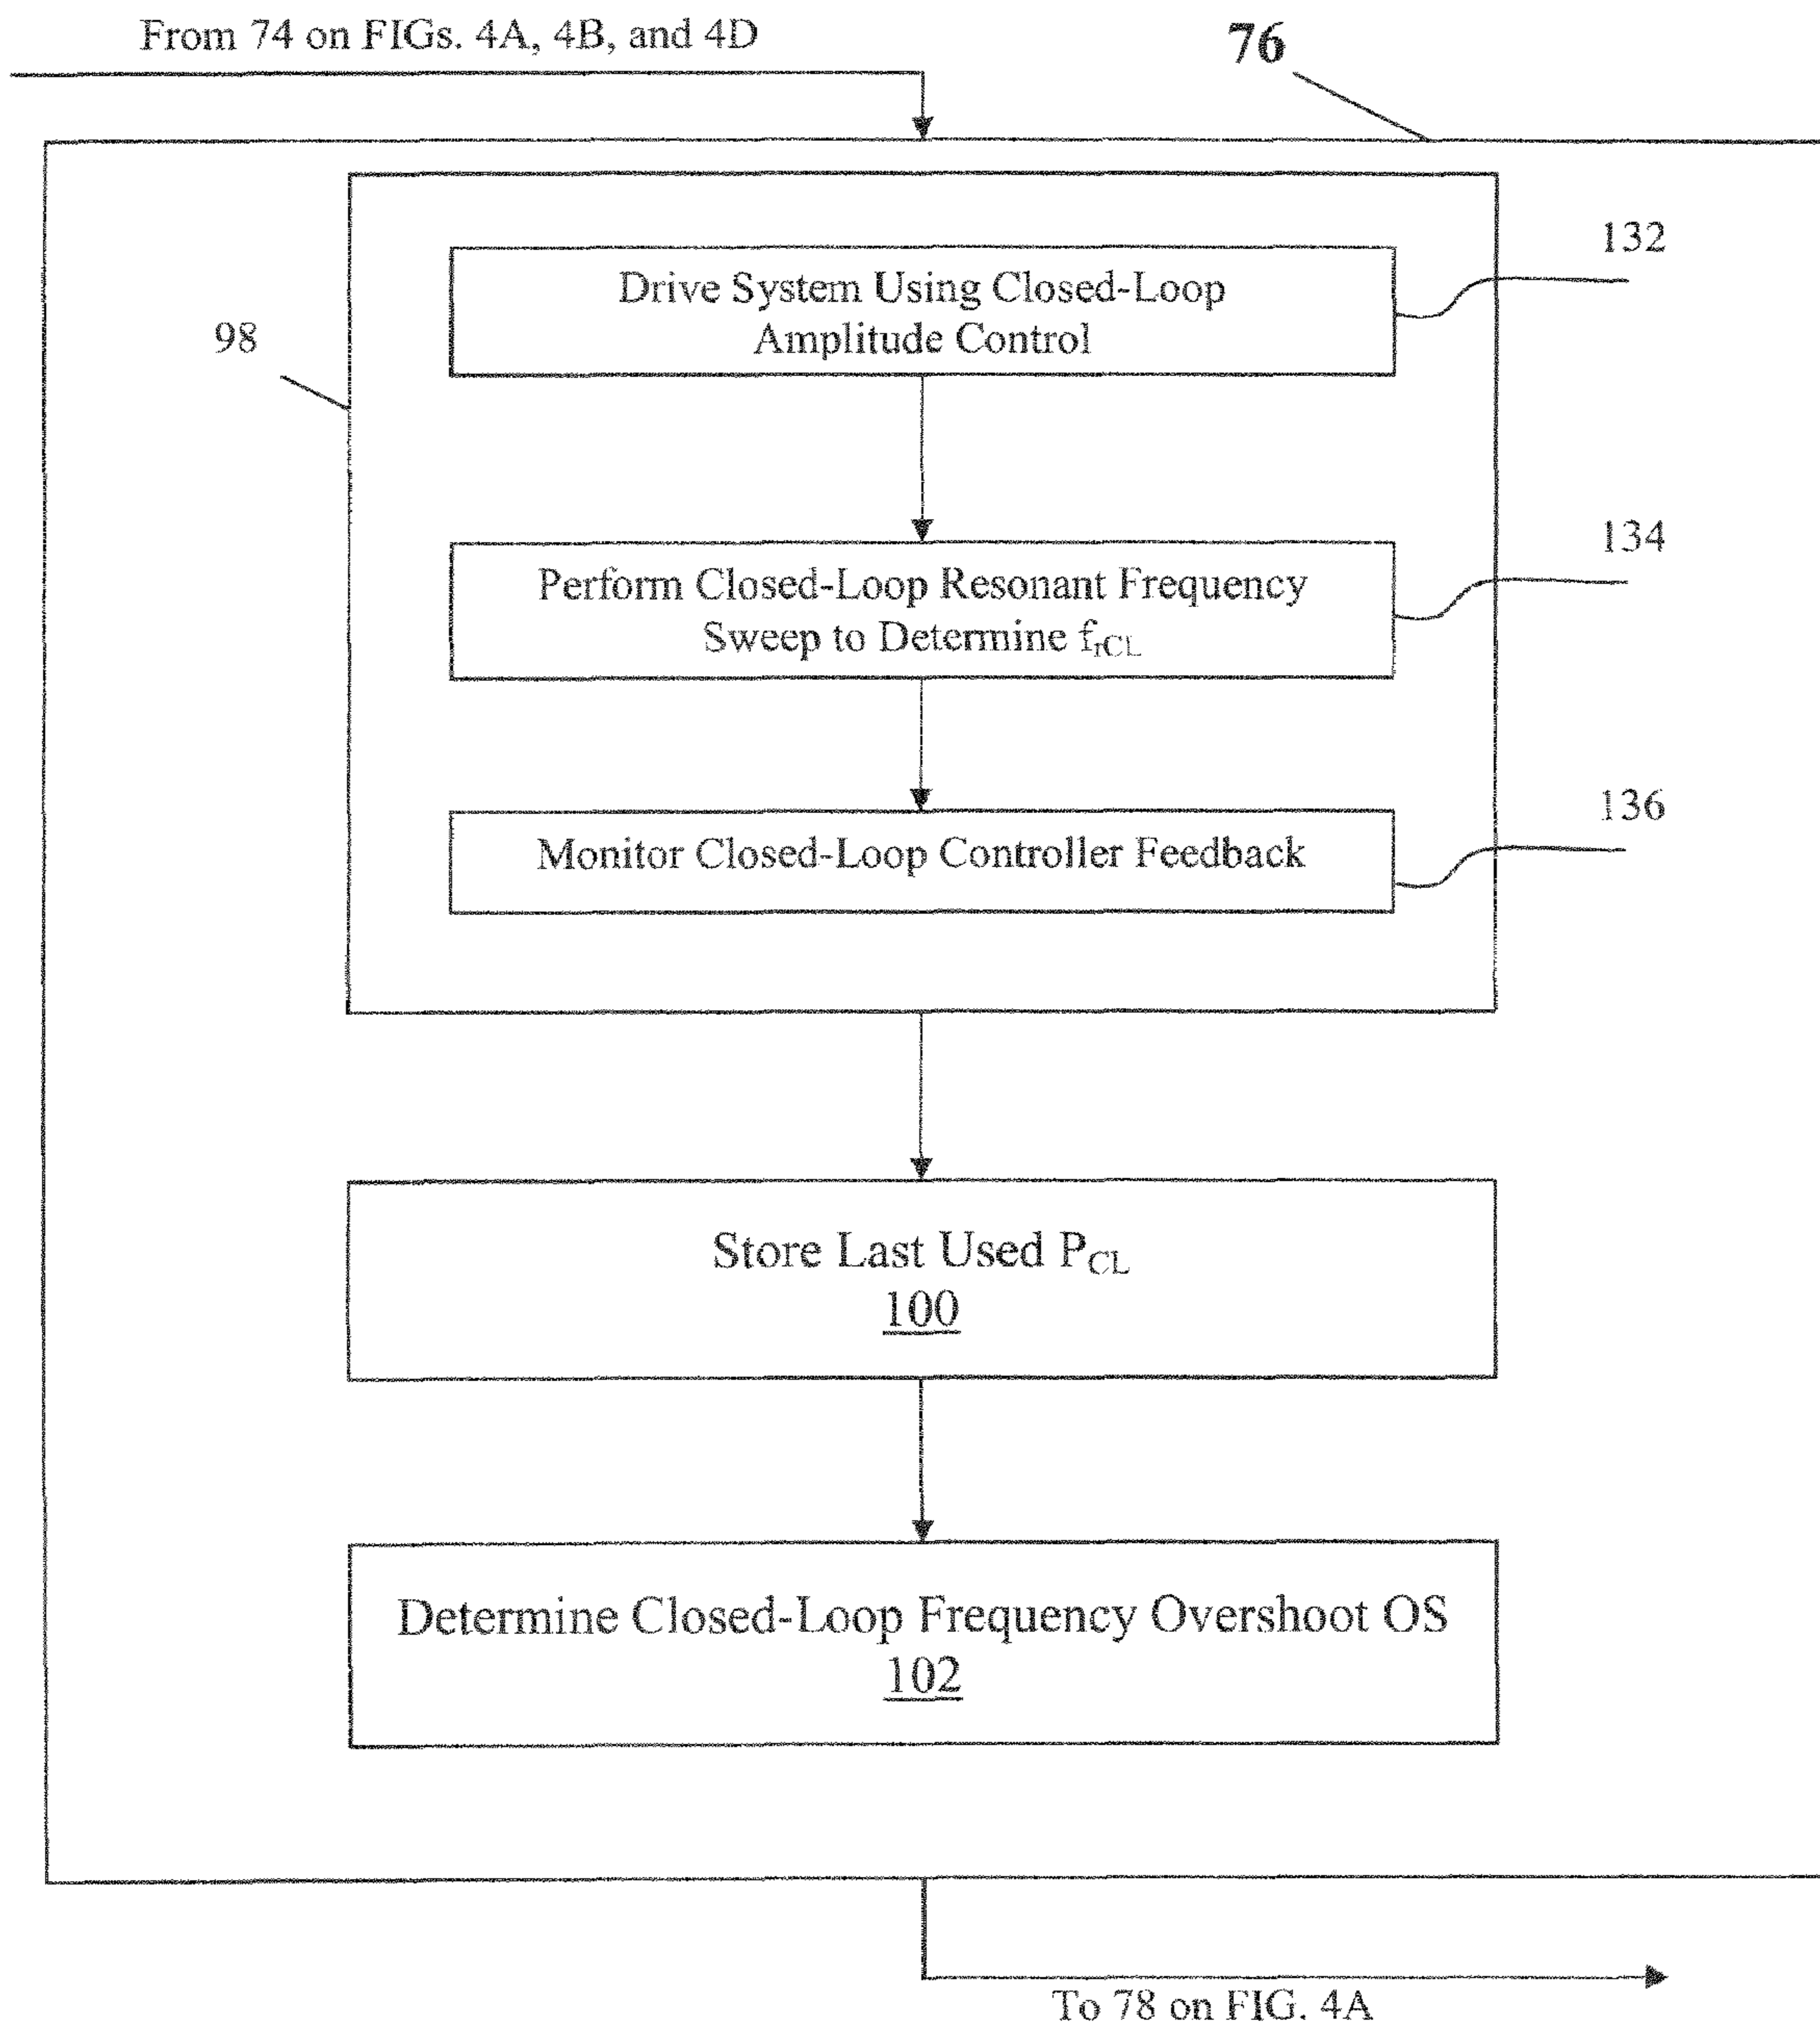 From 74 on FIGs. 4A, 4B, and 4D
76
98
132
Drive System Using Closed-Loop
Amplitude Control
134
Perform Closed-Loop Resonant Frequency
Sweep to Determine frCL
136
Monitor Closed-Loop Controller Feedback
Store Last Used PCL
100
Determine Closed-Loop Frequency Overshoot OS
102
To 78 on FIG. 4A